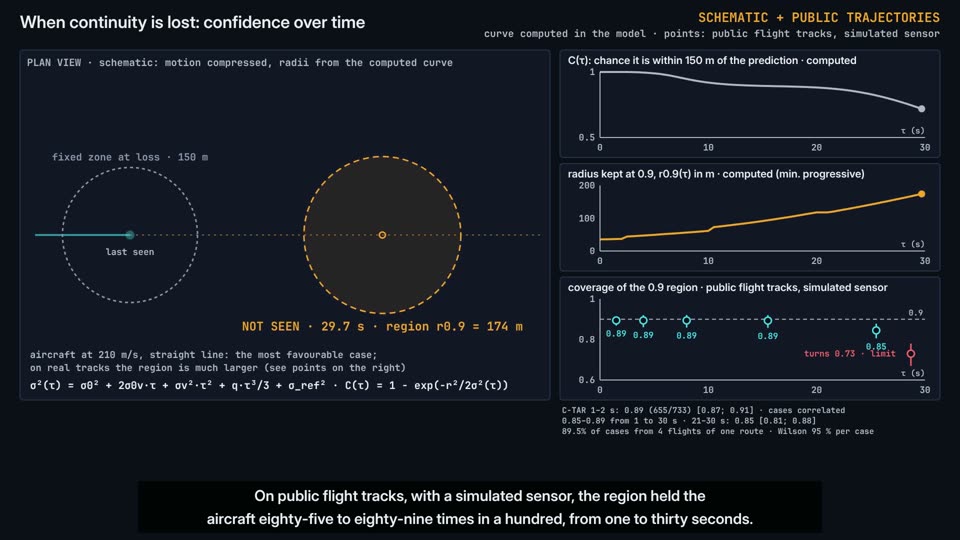 When continuity is lost: confidence over time
SCHEMATIC + PUBLIC TRAJECTORIES
curve computed in the model · points: public flight tracks, simulated sensor
PLAN VIEW · schematic: motion compressed, radii from the computed curve
fixed zone at loss · 150 m
last seen
NOT SEEN · 29.7 s · region r0.9 = 174 m
aircraft at 210 m/s, straight line: the most favourable case;
on real tracks the region is much larger (see points on the right)
σ²(τ) = σ0² + 2σ0v·τ + σv²·τ² + q·τ³/3 + σ_ref² · C(τ) = 1 - exp(-r²/2σ²(τ))
C(τ): chance it is within 150 m of the prediction · computed
1
0.5
τ (s)
0 10 20 30
radius kept at 0.9, r0.9(τ) in m · computed (min. progressive)
200
100
0
τ (s)
0 10 20 30
coverage of the 0.9 region · public flight tracks, simulated sensor
1
0.9
0.8
0.89 0.89 0.89 0.89 0.85
turns 0.73 · limit
0.6
τ (s)
0 10 20 30
C-TAR 1-2 s: 0.89 (655/733) [0.87; 0.91] · cases correlated
0.85-0.89 from 1 to 30 s · 21-30 s: 0.85 [0.81; 0.88]
89.5% of cases from 4 flights of one route · Wilson 95 % per case
On public flight tracks, with a simulated sensor, the region held the
aircraft eighty-five to eighty-nine times in a hundred, from one to thirty seconds.